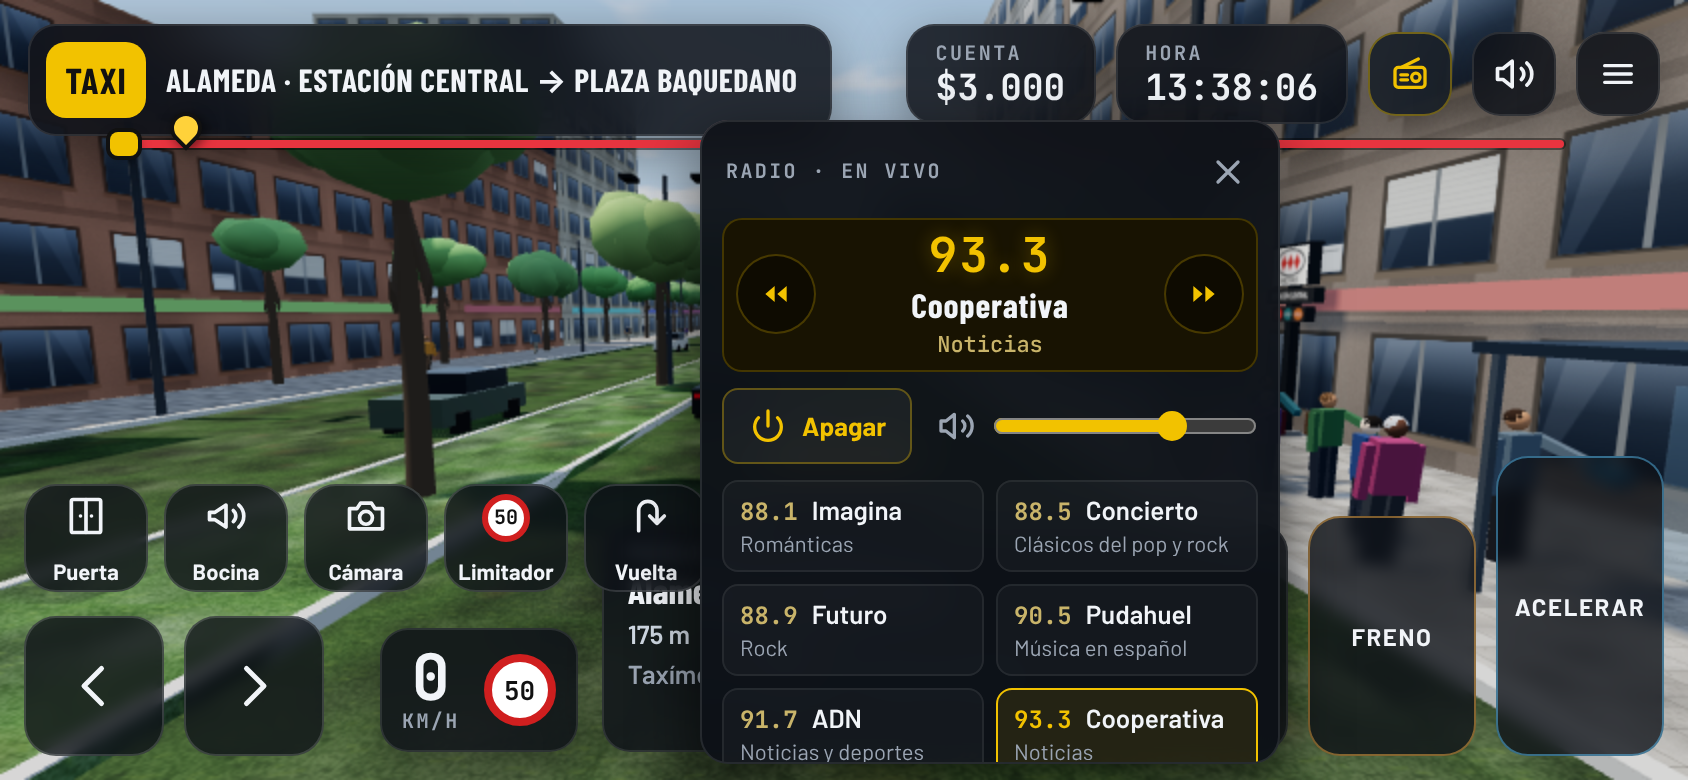 TAXI
ALAMEDA · ESTACIÓN CENTRAL → PLAZA BAQUEDANO
CUENTA
$3.000
HORA
13:38:06
RADIO · EN VIVO
93.3
Cooperativa
Noticias
Apagar
88.1 Imagina
Románticas
88.5 Concierto
Clásicos del pop y rock
88.9 Futuro
Rock
90.5 Pudahuel
Música en español
91.7 ADN
Noticias y deportes
93.3 Cooperativa
Noticias
Puerta
Bocina
Cámara
50
Limitador
Vuelta
175 m
0
KM/H
50
FRENO
ACELERAR